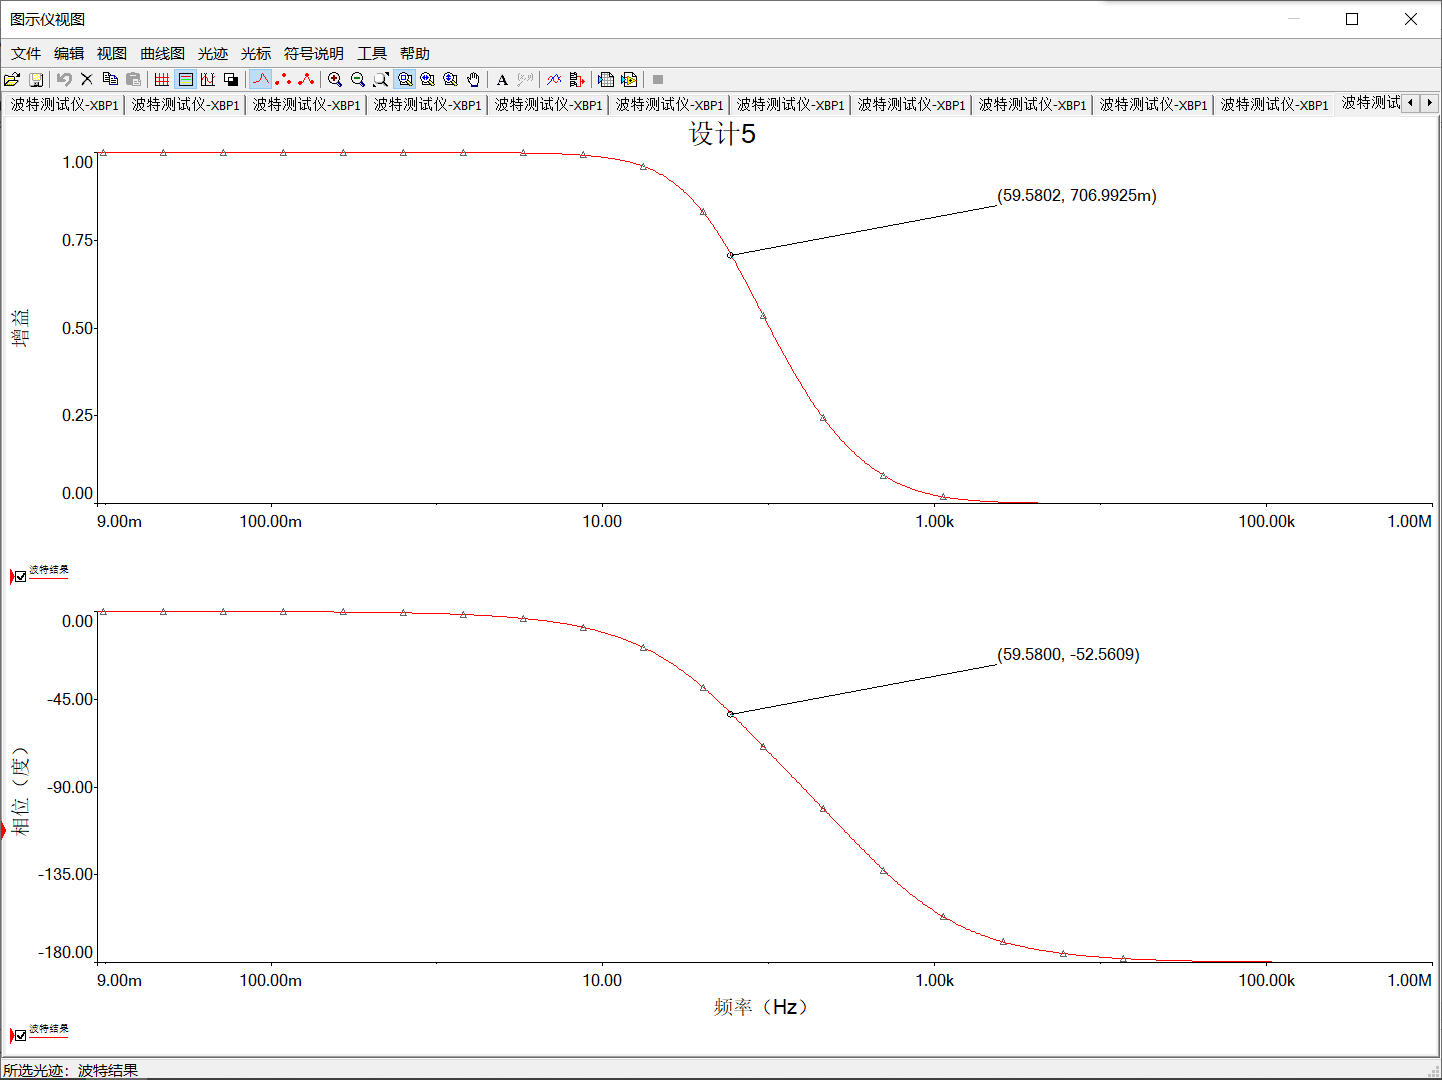 图示仪视图
文件 编辑 视图 曲线图 光迹 光标 符号说明 工具 帮助
波特测试仪-XBP1 波特测试仪-XBP1 波特测试仪-XBP1 波特测试仪-XBP1 波特测试仪-XBP1 波特测试仪-XBP1 波特测试仪-XBP1 波特测试仪-XBP1 波特测试仪-XBP1 波特测试仪-XBP1 波特测试仪-XBP1 波特测试
设计5
1.00
(59.5802, 706.9925m)
0.75
增益
0.50
0.25
0.00
9.00m 100.00m 10.00 1.00k 100.00k 1.00M
波特结果
0.00
(59.5800, -52.5609)
-45.00
相位（度）
-90.00
-135.00
-180.00
9.00m 100.00m 10.00 1.00k 100.00k 1.00M
频率（Hz）
波特结果
所选光迹：波特结果